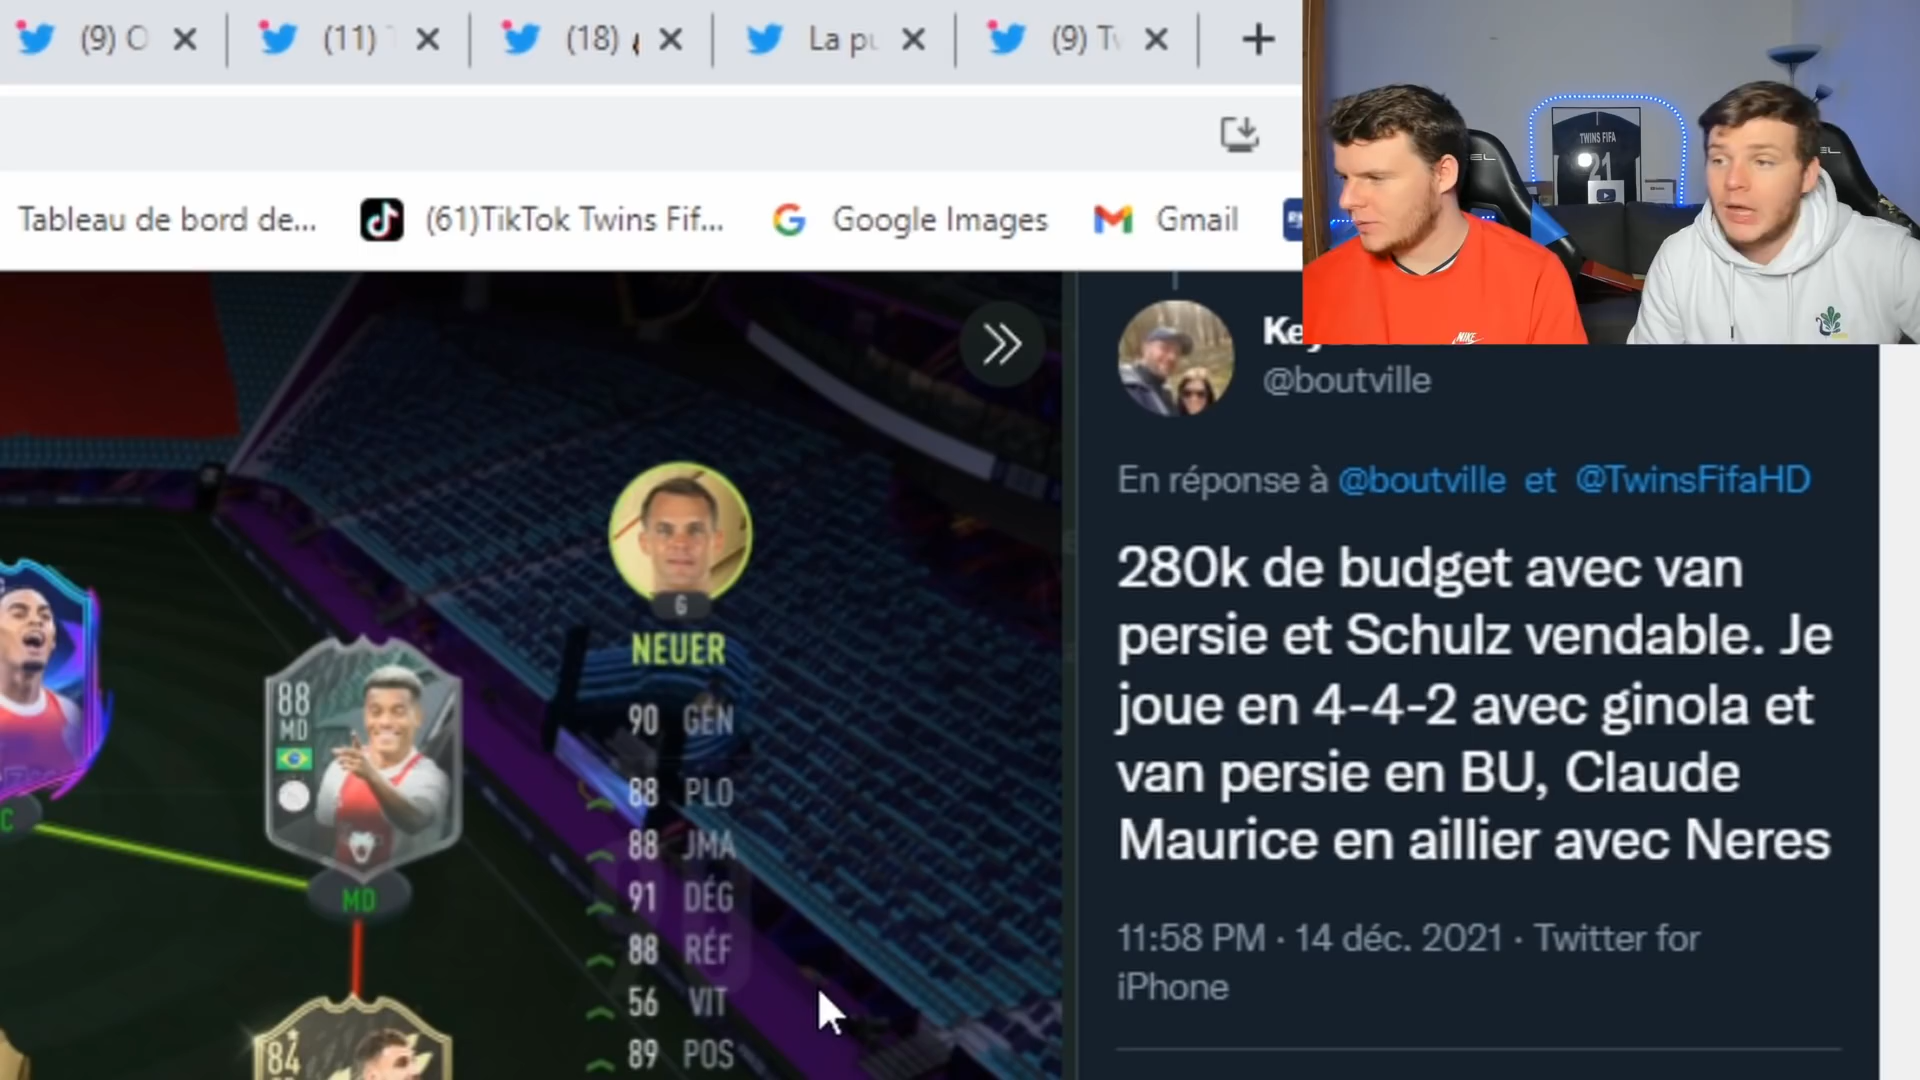 (9) O
(11)
(18)
La pu
(9) Tw
Tableau de bord de...
(61)TikTok Twins Fif...
Google Images
Gmail
TWINS FIFA
21
Ke
@boutville
En réponse à @boutville et @TwinsFifaHD
280k de budget avec van
persie et Schulz vendable. Je
joue en 4-4-2 avec ginola et
van persie en BU, Claude
Maurice en aillier avec Neres
11:58 PM · 14 déc. 2021 · Twitter for
iPhone
G
NEUER
90 GÉN
88 PLO
88 JMA
91 DÉG
88 RÉF
56 VIT
89 POS
88
MD
MD
C
84
NIKE